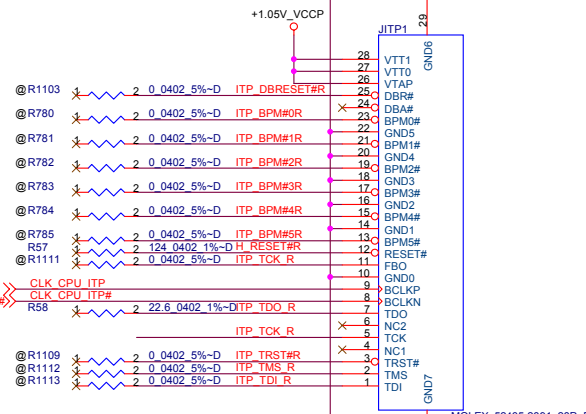 +1.05V_VCCP
29
JITP1
GND6
28 VTT1
27 VTT0
26 VTAP
@R1103 1 2 0_0402_5%~D ITP_DBRESET#R 25 DBR#
24 DBA#
@R780 1 2 0_0402_5%~D ITP_BPM#0R 23 BPM0#
22 GND5
@R781 1 2 0_0402_5%~D ITP_BPM#1R 21 BPM1#
20 GND4
@R782 1 2 0_0402_5%~D ITP_BPM#2R 19 BPM2#
18 GND3
@R783 1 2 0_0402_5%~D ITP_BPM#3R 17 BPM3#
16 GND2
@R784 1 2 0_0402_5%~D ITP_BPM#4R 15 BPM4#
14 GND1
@R785 1 2 0_0402_5%~D ITP_BPM#5R 13 BPM5#
R57 1 2 124_0402_1%~D H_RESET#R 12 RESET#
@R1111 1 2 0_0402_5%~D ITP_TCK_R 11 FBO
10 GND0
CLK_CPU_ITP 9 BCLKP
CLK_CPU_ITP# 8 BCLKN
R58 1 2 22.6_0402_1%~D ITP_TDO_R 7 TDO
6 NC2
ITP_TCK_R 5 TCK
4 NC1
@R1109 1 2 0_0402_5%~D ITP_TRST#R 3 TRST#
@R1112 1 2 0_0402_5%~D ITP_TMS_R 2 TMS
@R1113 1 2 0_0402_5%~D ITP_TDI_R 1 TDI
GND7